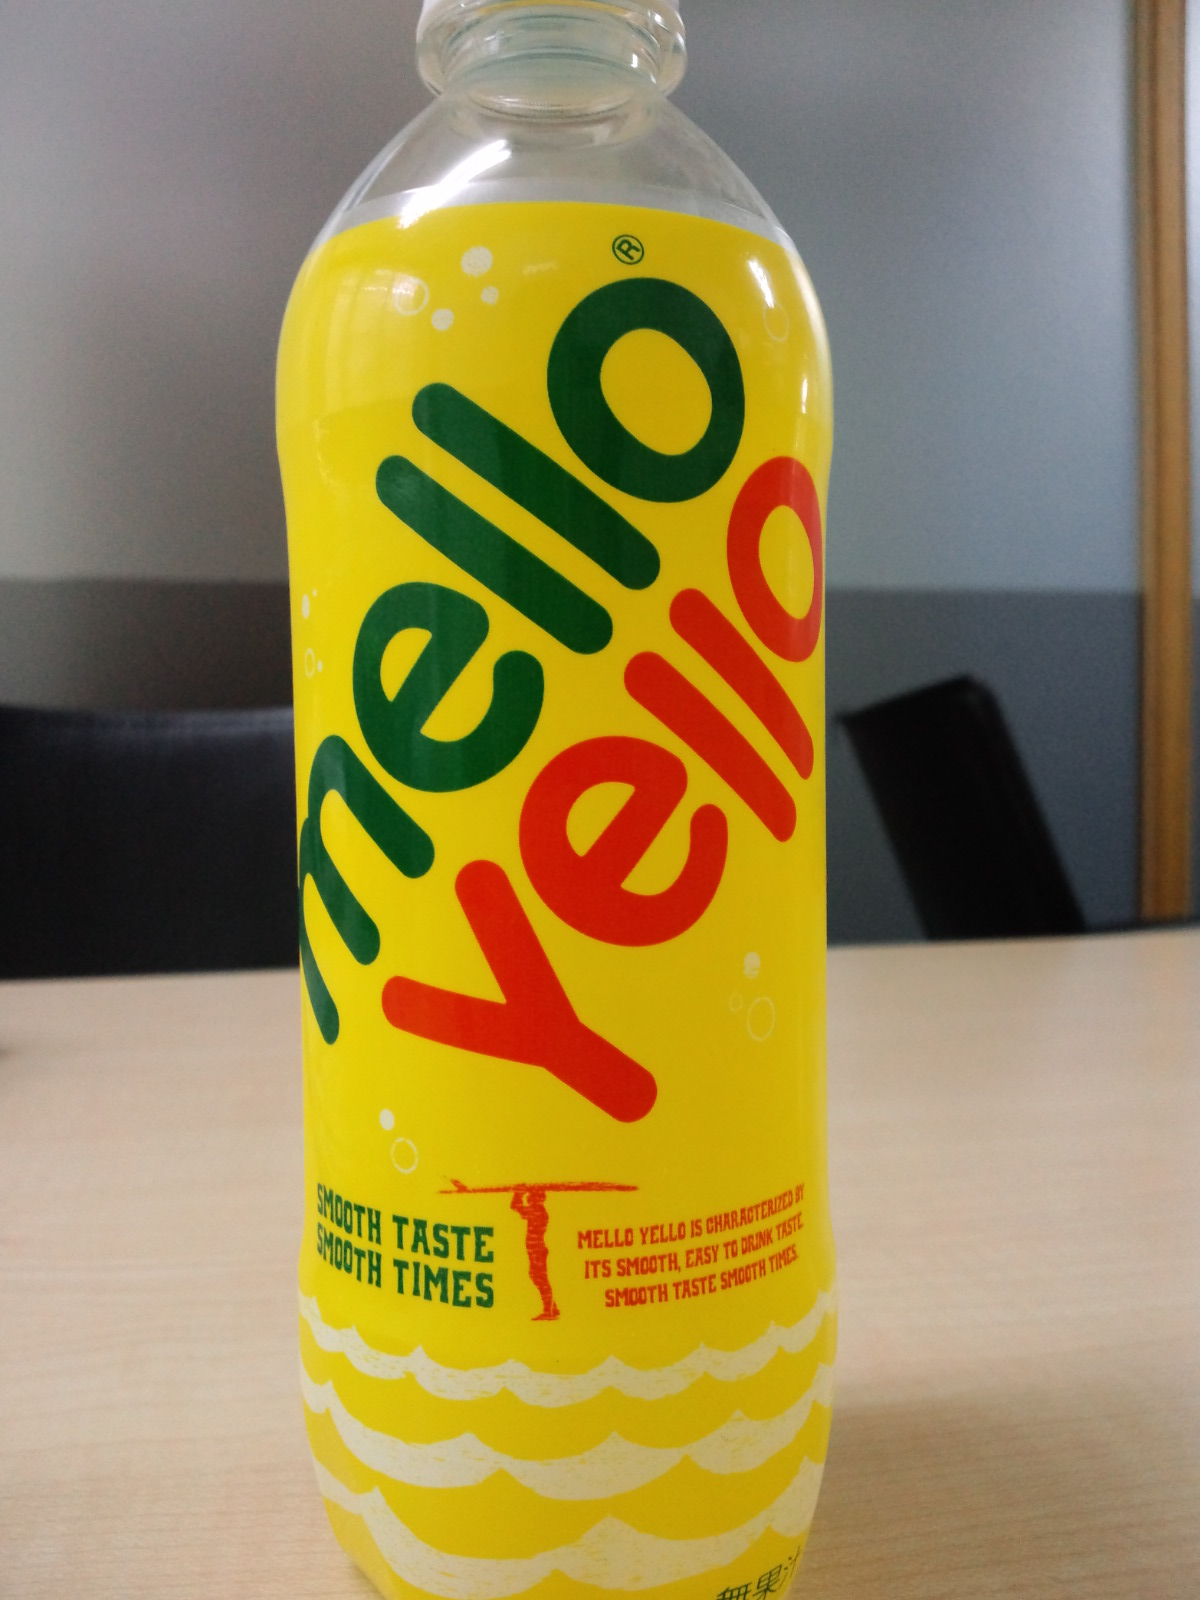 mello®
Yello
SMOOTH TASTE
SMOOTH TIMES
MELLO YELLO IS CHARACTERIZED BY
ITS SMOOTH, EASY TO DRINK TASTE
SMOOTH TASTE SMOOTH TIMES.
無果汁